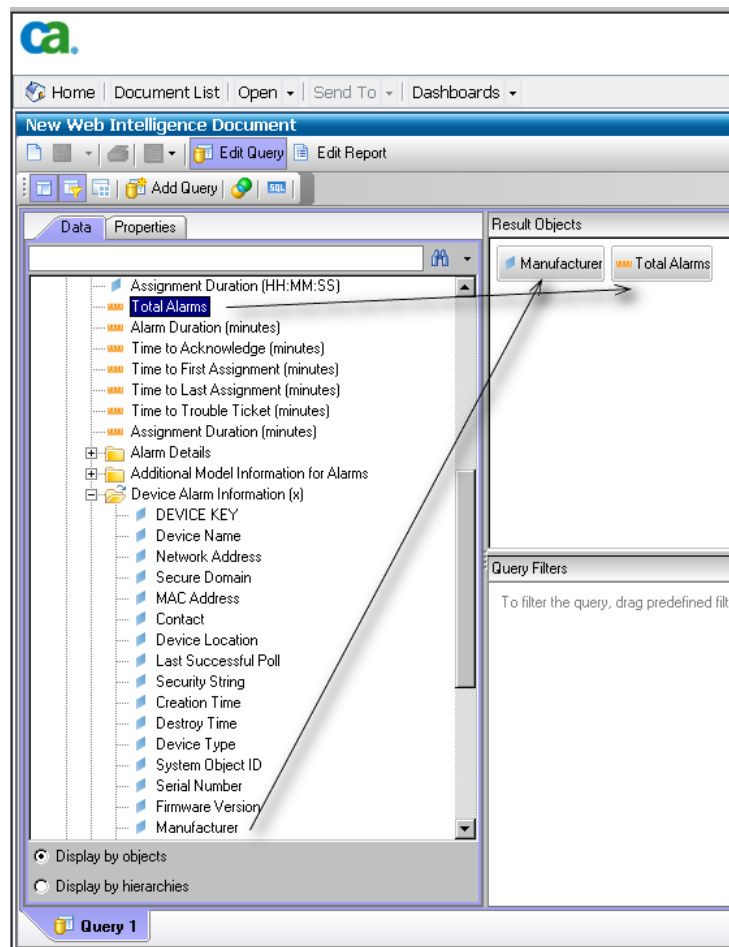 ca.
Home | Document List | Open | Send To | Dashboards
New Web Intelligence Document
Edit Query Edit Report
Add Query SQL
Data Properties
Result Objects
Manufacturer Total Alarms
Assignment Duration (HH:MM:SS)
Total Alarms
Alarm Duration (minutes)
Time to Acknowledge (minutes)
Time to First Assignment (minutes)
Time to Last Assignment (minutes)
Time to Trouble Ticket (minutes)
Assignment Duration (minutes)
Alarm Details
Additional Model Information for Alarms
Device Alarm Information (x)
DEVICE KEY
Device Name
Network Address
Secure Domain
MAC Address
Contact
Device Location
Last Successful Poll
Security String
Creation Time
Destroy Time
Device Type
System Object ID
Serial Number
Firmware Version
Manufacturer
Query Filters
To filter the query, drag predefined filt
Display by objects
Display by hierarchies
Query 1